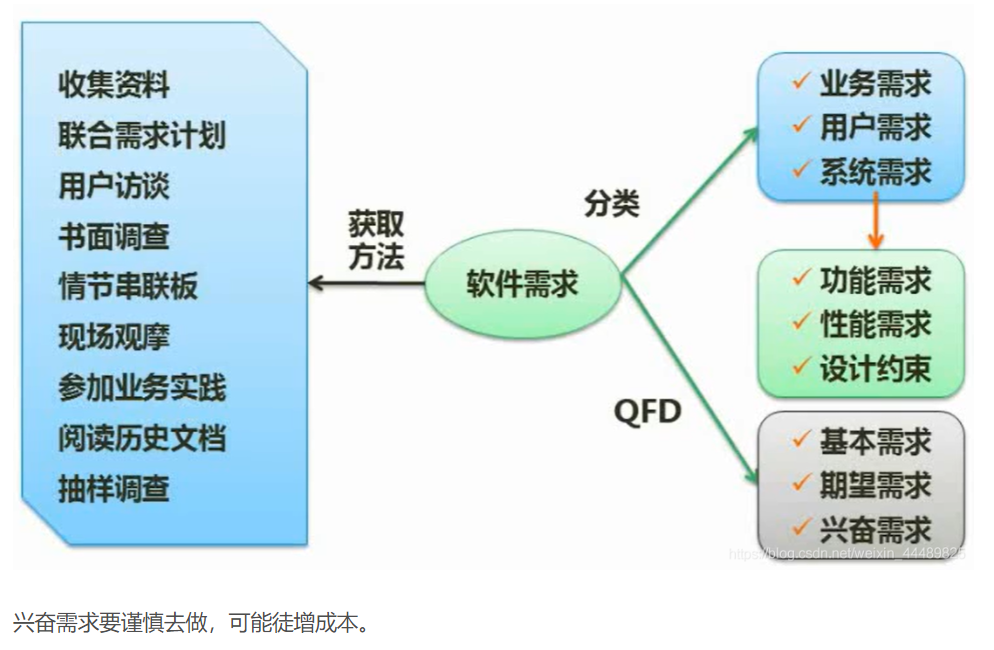 收集资料
联合需求计划
用户访谈
书面调查
情节串联板
现场观摩
参加业务实践
阅读历史文档
抽样调查
获取
方法
软件需求
分类
QFD
业务需求
用户需求
系统需求
功能需求
性能需求
设计约束
基本需求
期望需求
兴奋需求
https://blog.csdn.net/weixin_44489825
兴奋需求要谨慎去做，可能徒增成本。